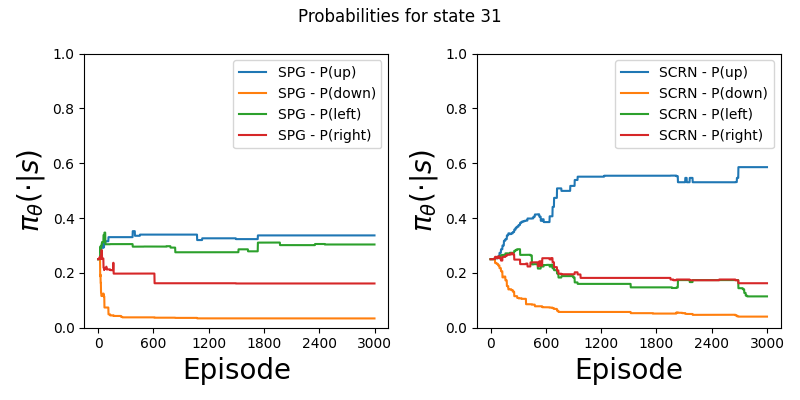 Probabilities for state 31
1.0
0.8
0.6
0.4
0.2
0.0
π_θ(·|s)
SPG - P(up)
SPG - P(down)
SPG - P(left)
SPG - P(right)
0 600 1200 1800 2400 3000
Episode
1.0
0.8
0.6
0.4
0.2
0.0
π_θ(·|s)
SCRN - P(up)
SCRN - P(down)
SCRN - P(left)
SCRN - P(right)
0 600 1200 1800 2400 3000
Episode